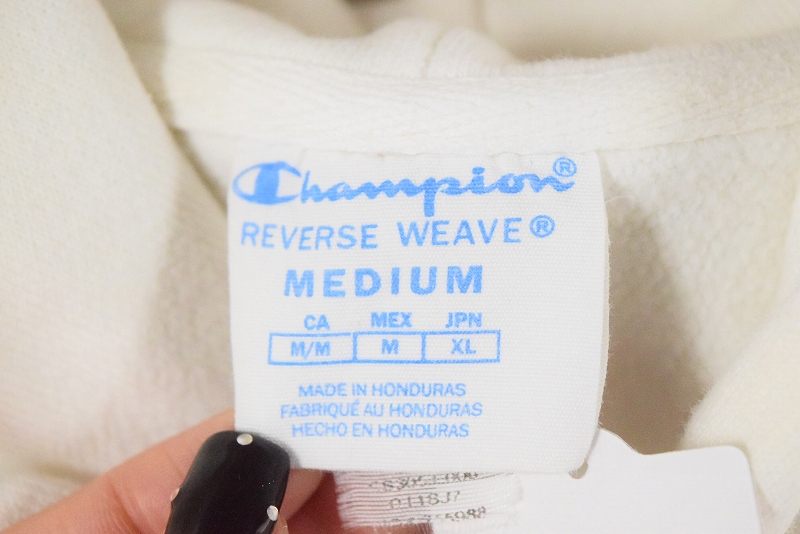 Champion®
REVERSE WEAVE®
MEDIUM
CA MEX JPN
M/M M XL
MADE IN HONDURAS
FABRIQUÉ AU HONDURAS
HECHO EN HONDURAS